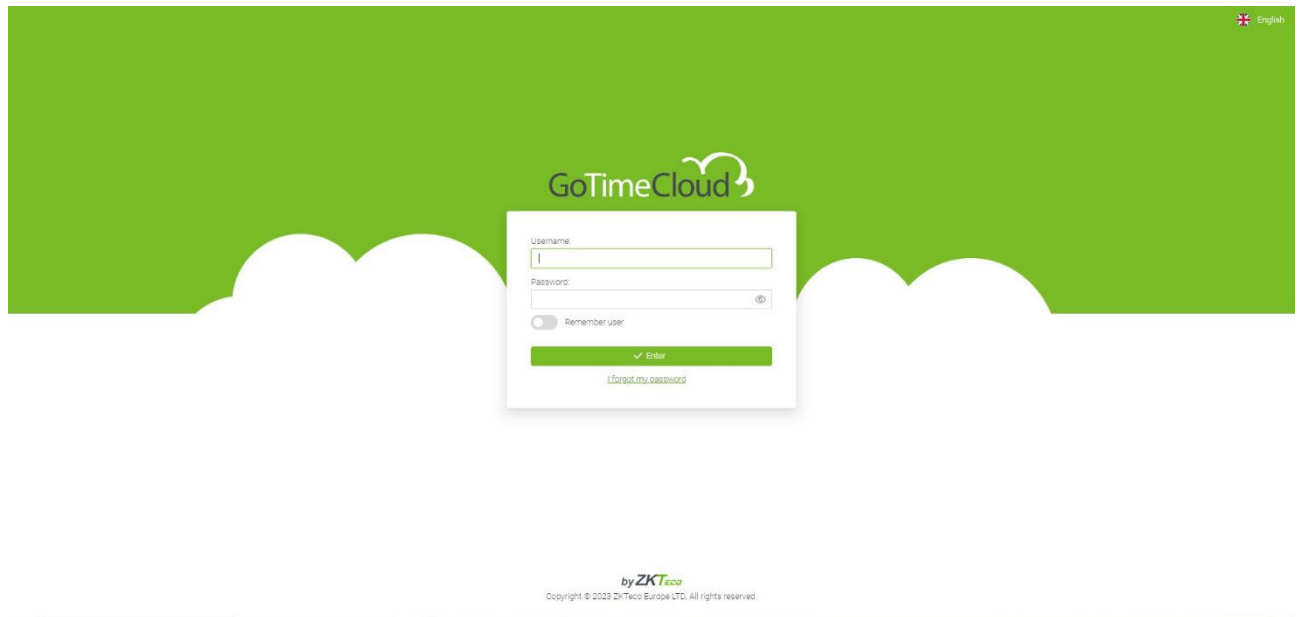 English
GoTimeCloud
Username:
Password:
Remember user
Enter
I forgot my password
by ZKTeco
Copyright © 2023 ZKTeco Europe LTD. All rights reserved.